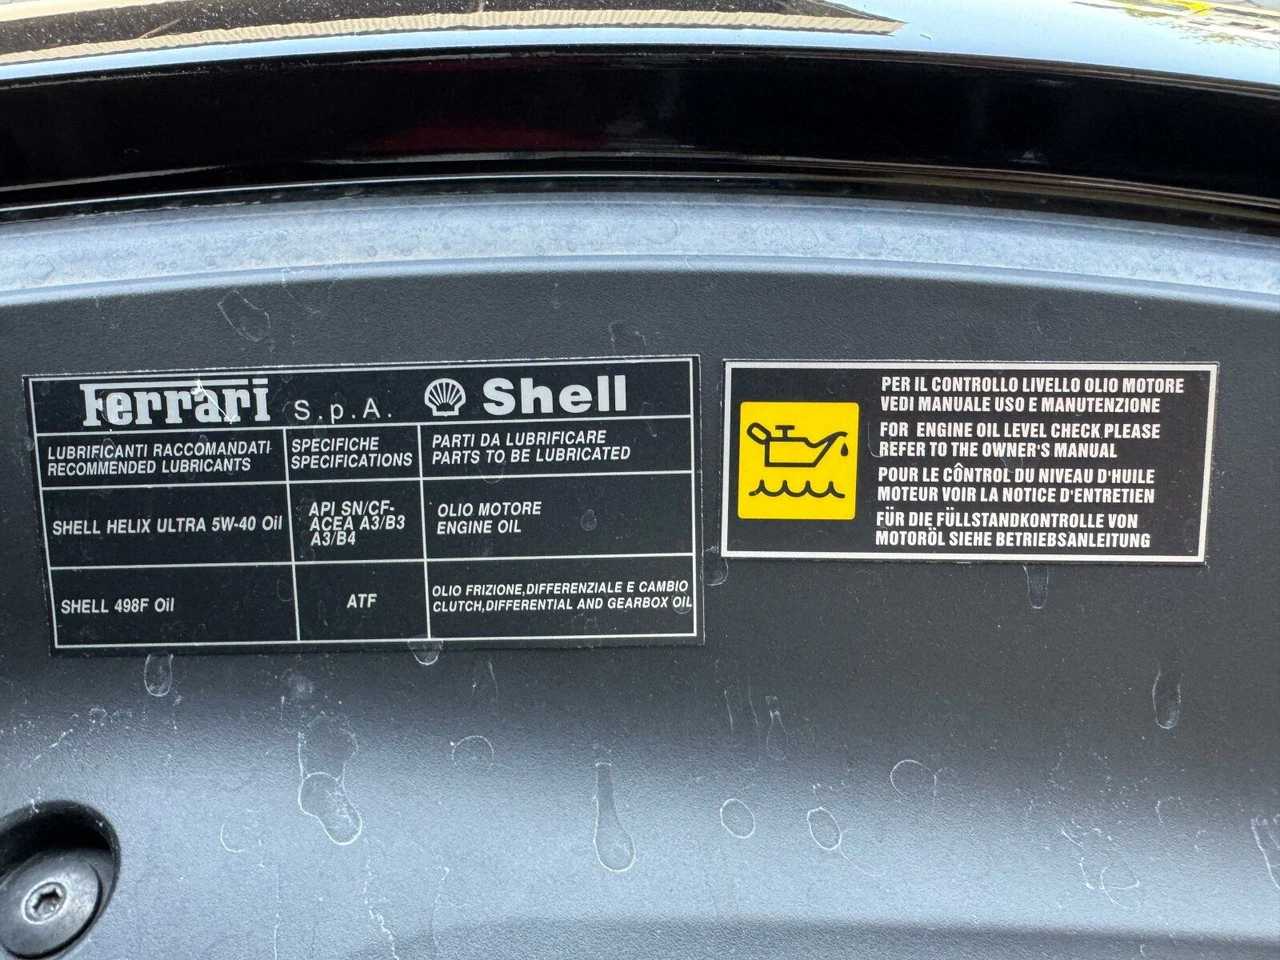 Ferrari S.p.A. Shell
LUBRIFICANTI RACCOMANDATI
RECOMMENDED LUBRICANTS
SPECIFICHE
SPECIFICATIONS
PARTI DA LUBRIFICARE
PARTS TO BE LUBRICATED
SHELL HELIX ULTRA 5W-40 Oil
API SN/CF-
ACEA A3/B3
A3/B4
OLIO MOTORE
ENGINE OIL
SHELL 498F Oil
ATF
OLIO FRIZIONE,DIFFERENZIALE E CAMBIO
CLUTCH,DIFFERENTIAL AND GEARBOX OIL
PER IL CONTROLLO LIVELLO OLIO MOTORE
VEDI MANUALE USO E MANUTENZIONE
FOR ENGINE OIL LEVEL CHECK PLEASE
REFER TO THE OWNER'S MANUAL
POUR LE CÔNTROL DU NIVEAU D'HUILE
MOTEUR VOIR LA NOTICE D'ENTRETIEN
FÜR DIE FÜLLSTANDKONTROLLE VON
MOTORÖL SIEHE BETRIEBSANLEITUNG